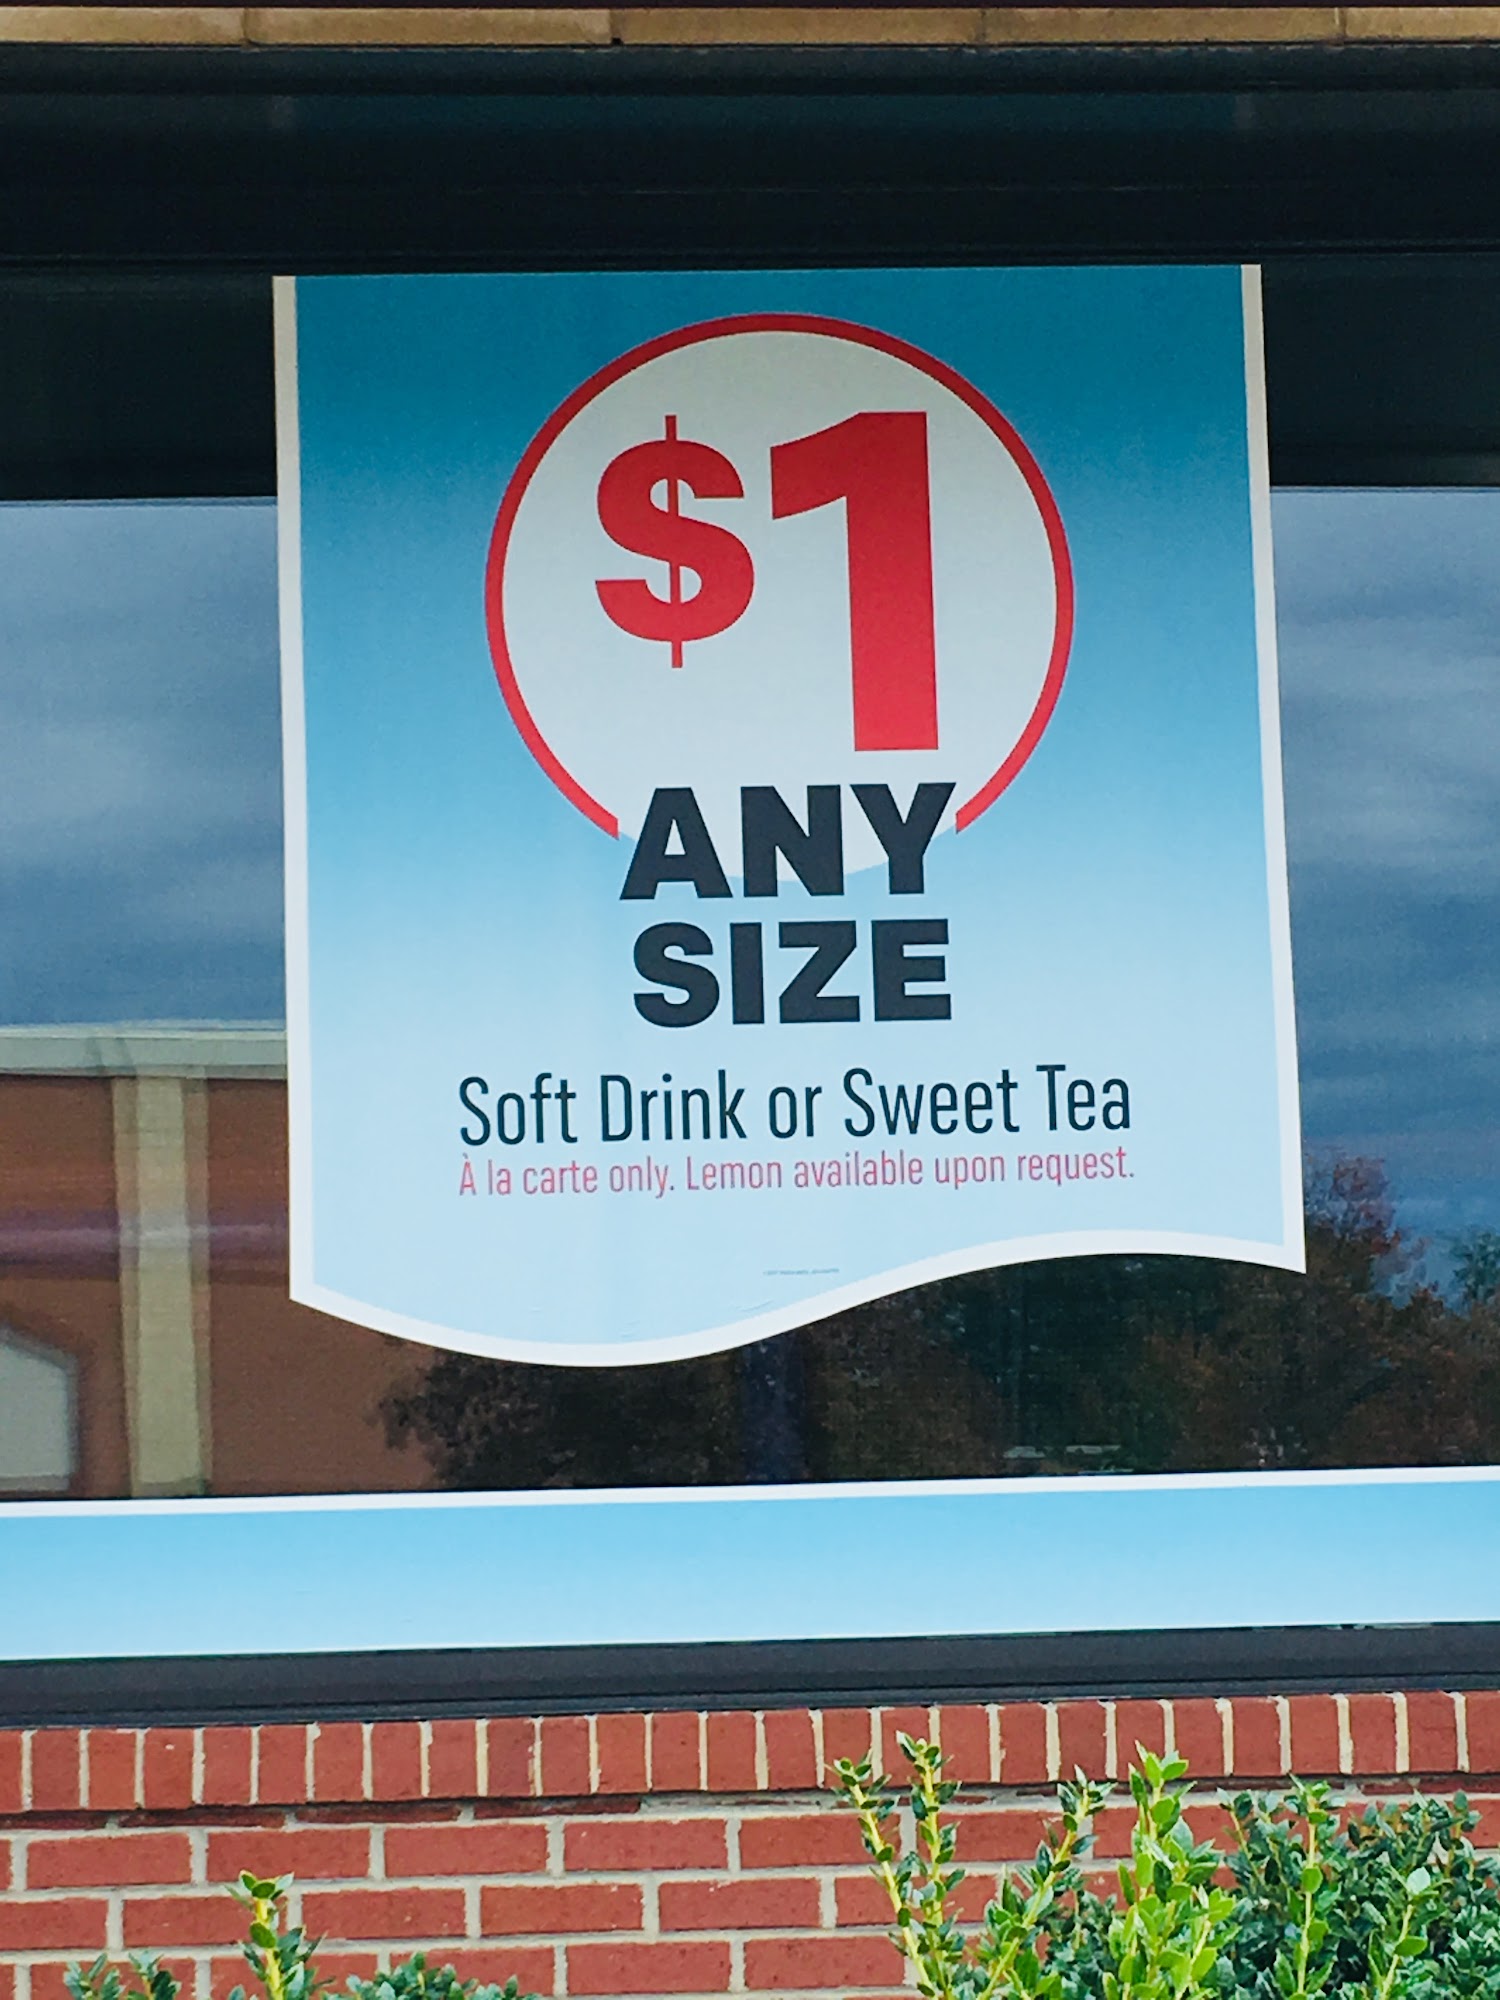 $1
ANY
SIZE
Soft Drink or Sweet Tea
À la carte only. Lemon available upon request.